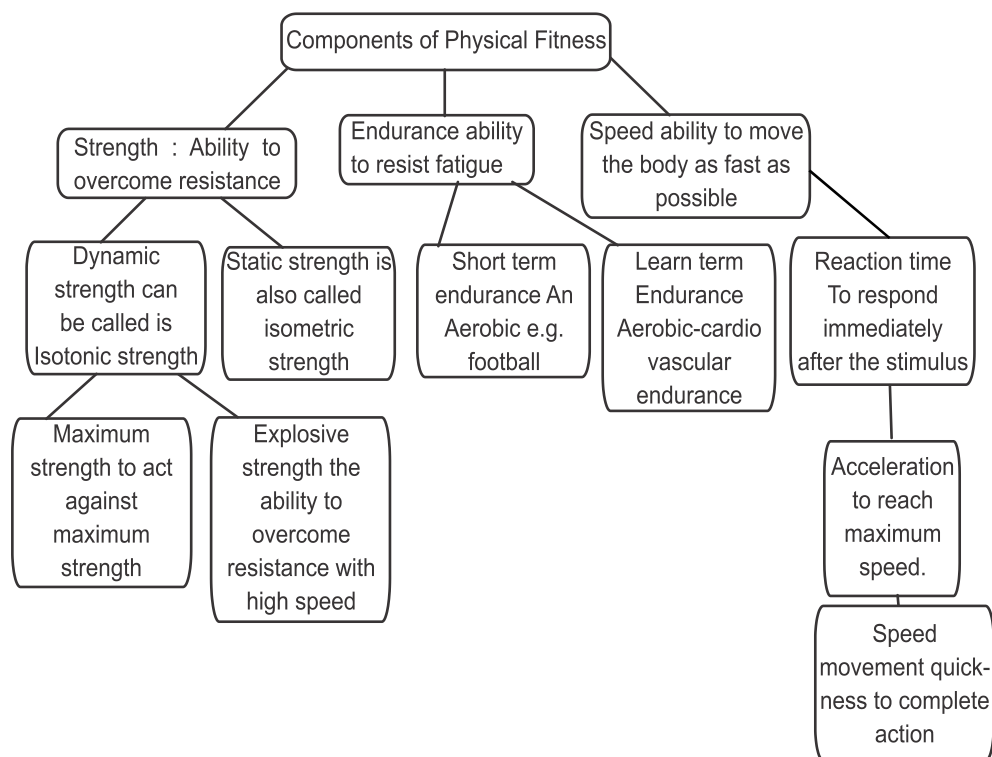 Components of Physical Fitness
Strength : Ability to
overcome resistance
Endurance ability
to resist fatigue
Speed ability to move
the body as fast as
possible
Dynamic
strength can
be called is
Isotonic strength
Static strength is
also called
isometric
strength
Short term
endurance An
Aerobic e.g.
football
Learn term
Endurance
Aerobic-cardio
vascular
endurance
Reaction time
To respond
immediately
after the stimulus
Maximum
strength to act
against
maximum
strength
Explosive
strength the
ability to
overcome
resistance with
high speed
Acceleration
to reach
maximum
speed.
Speed
movement quick-
ness to complete
action